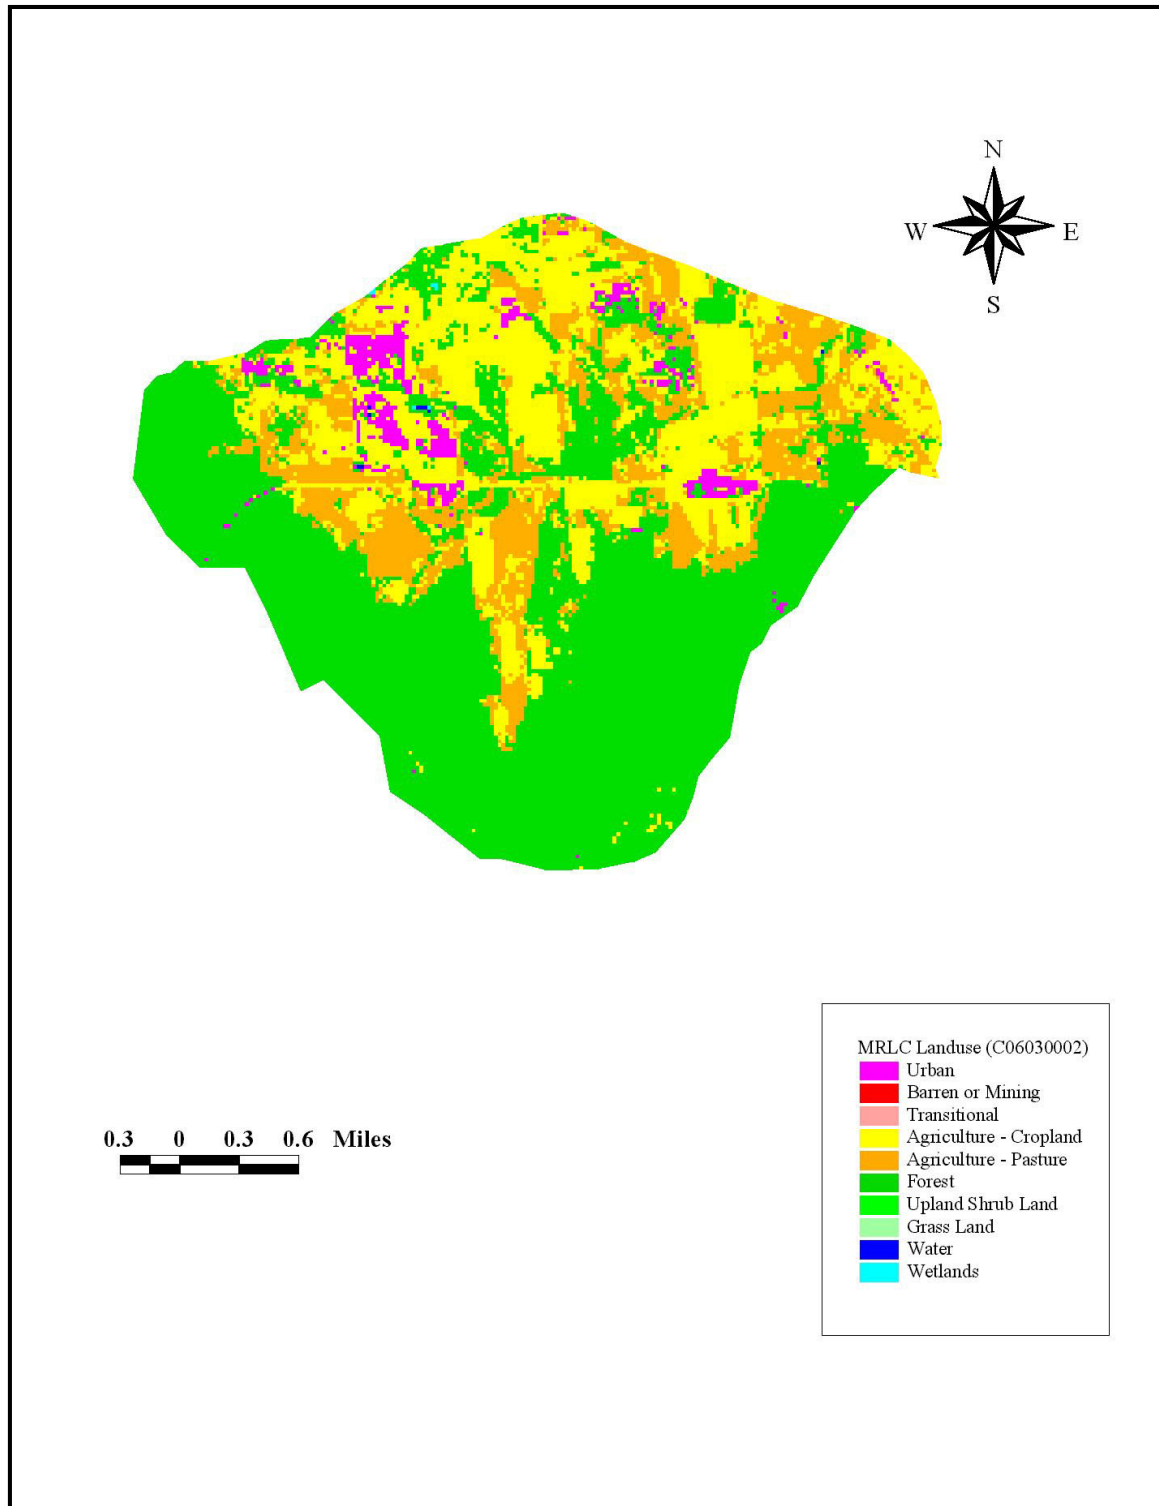 N
W E
S
MRLC Landuse (C06030002)
Urban
Barren or Mining
Transitional
Agriculture - Cropland
Agriculture - Pasture
Forest
Upland Shrub Land
Grass Land
Water
Wetlands
0.3 0 0.3 0.6 Miles